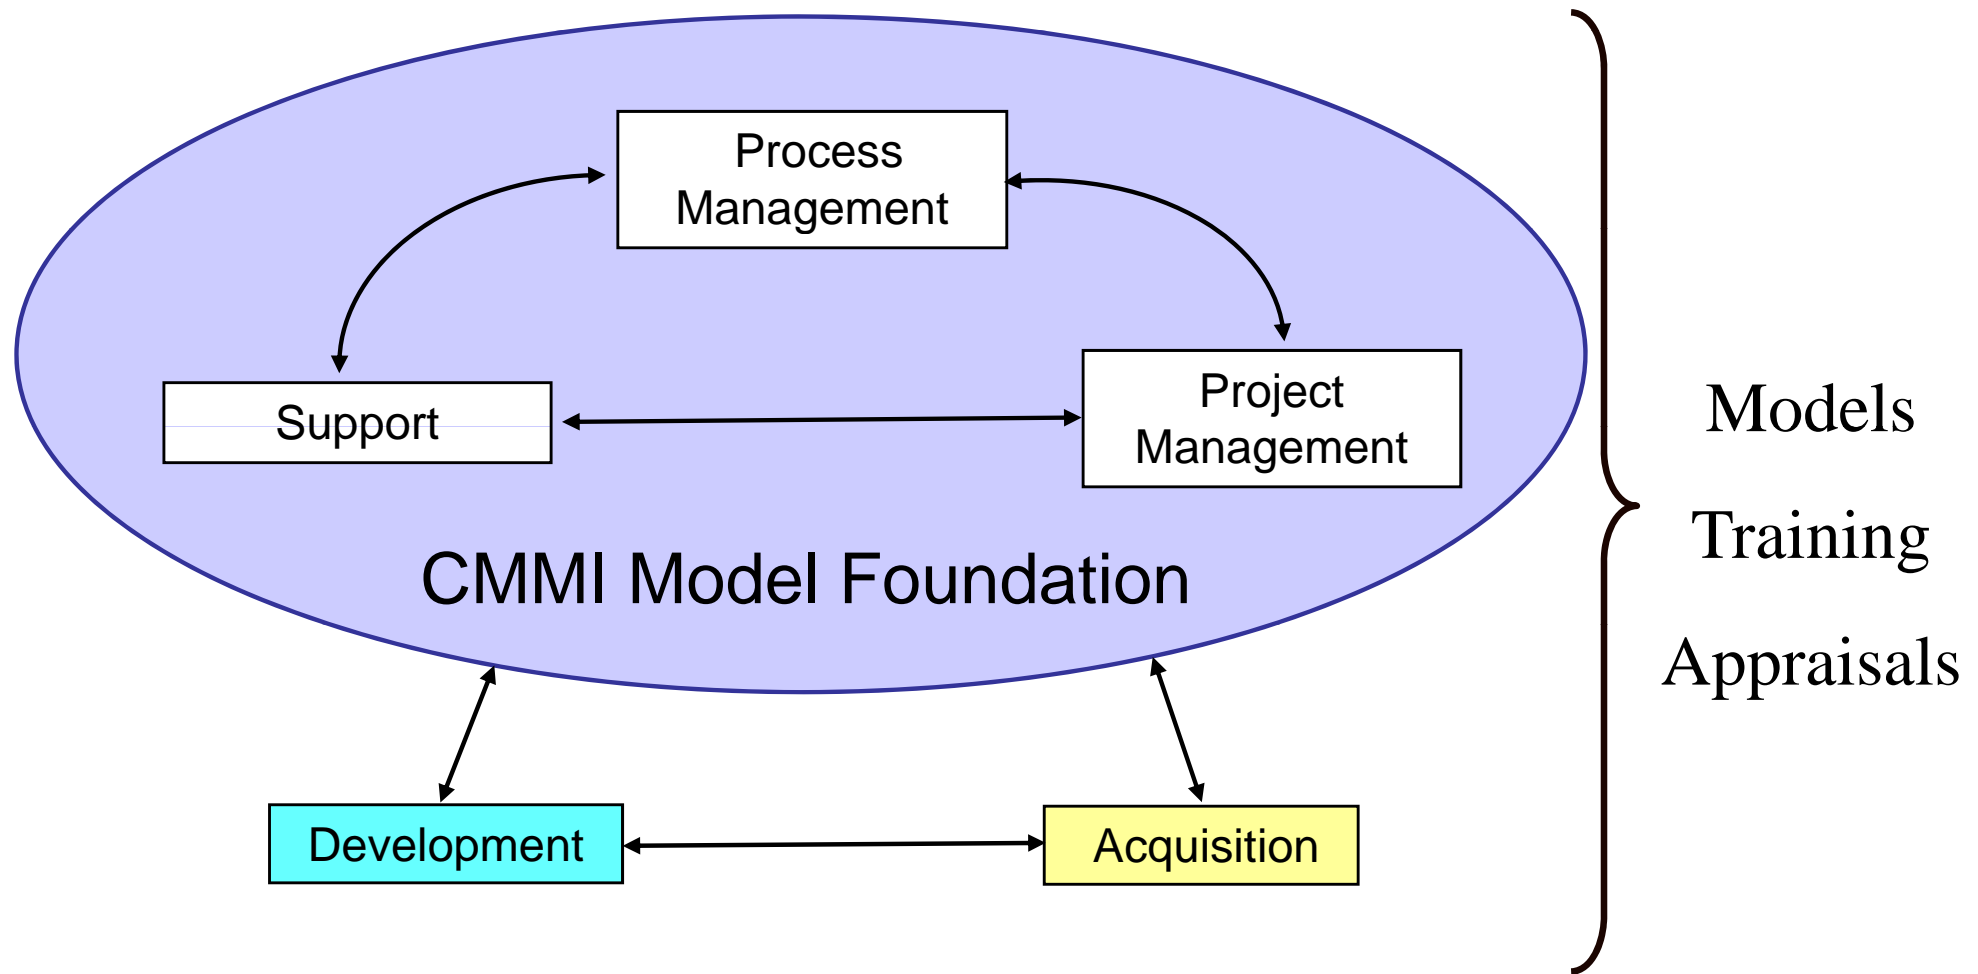 Process
Management
Support
Project
Management
CMMI Model Foundation
Development
Acquisition
Models
Training
Appraisals